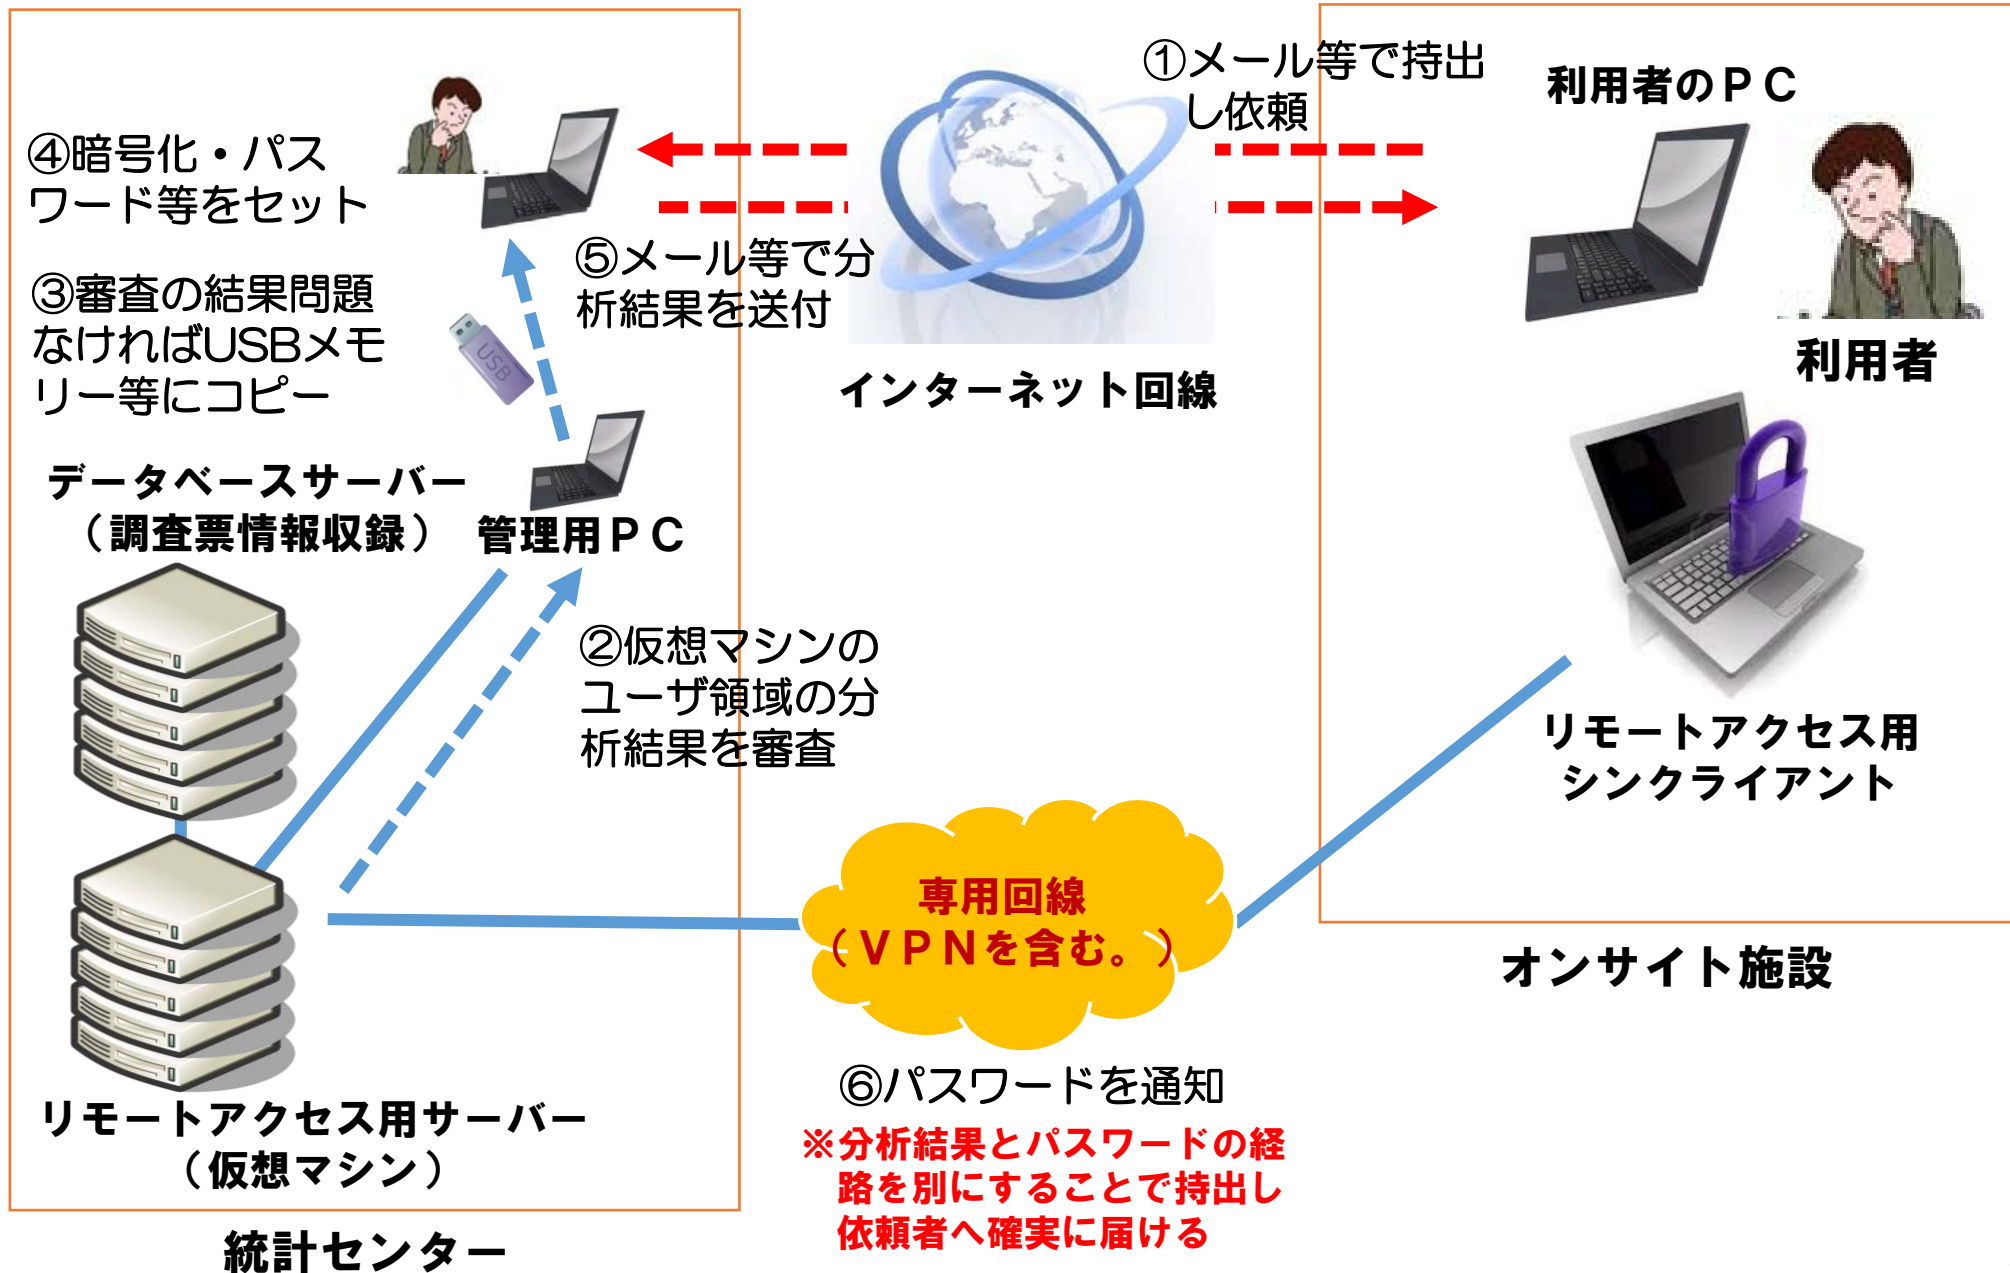 ①メール等で持出
し依頼
利用者のＰＣ
④暗号化・パス
ワード等をセット
⑤メール等で分
析結果を送付
③審査の結果問題
なければUSBメモ
リー等にコピー
USB
インターネット回線
利用者
データベースサーバー
（調査票情報収録）
管理用ＰＣ
②仮想マシンの
ユーザ領域の分
析結果を審査
リモートアクセス用
シンクライアント
専用回線
（ＶＰＮを含む。）
オンサイト施設
⑥パスワードを通知
※分析結果とパスワードの経
路を別にすることで持出し
依頼者へ確実に届ける
リモートアクセス用サーバー
（仮想マシン）
統計センター